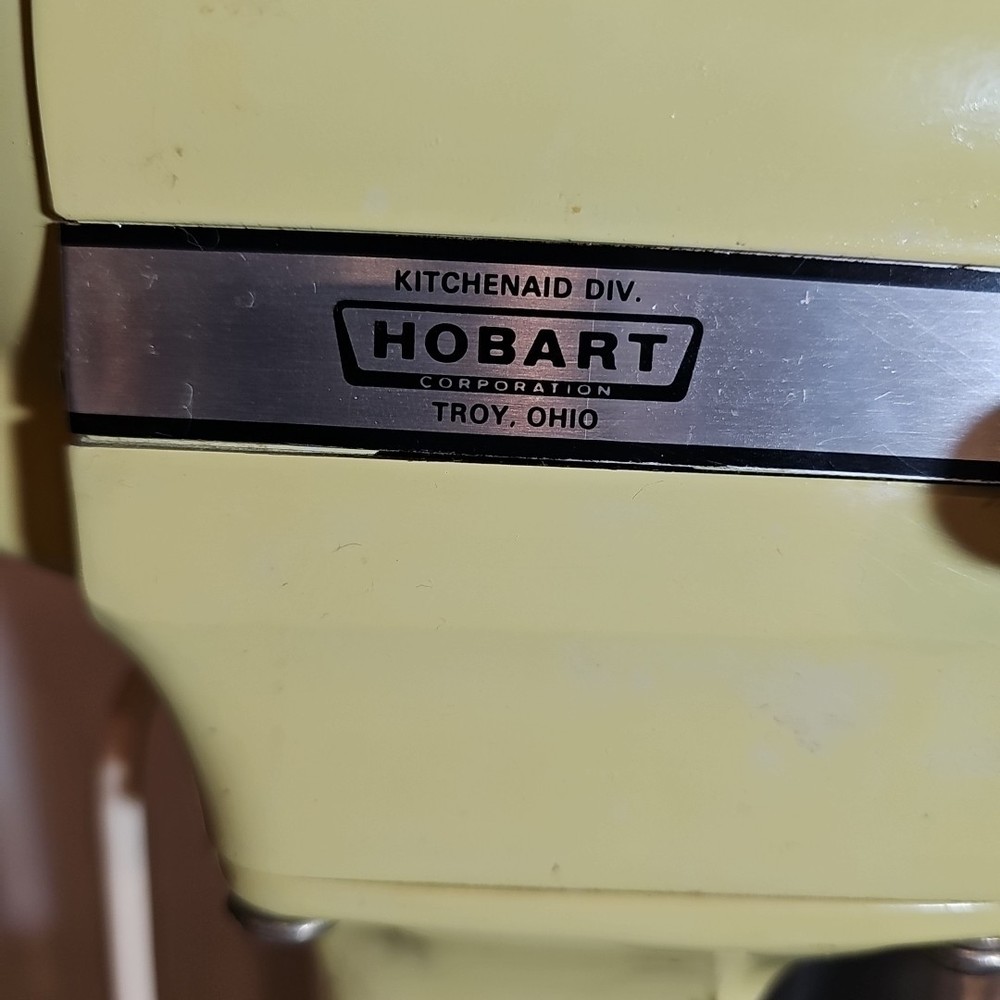 KITCHENAID DIV.
HOBART
CORPORATION
TROY, OHIO